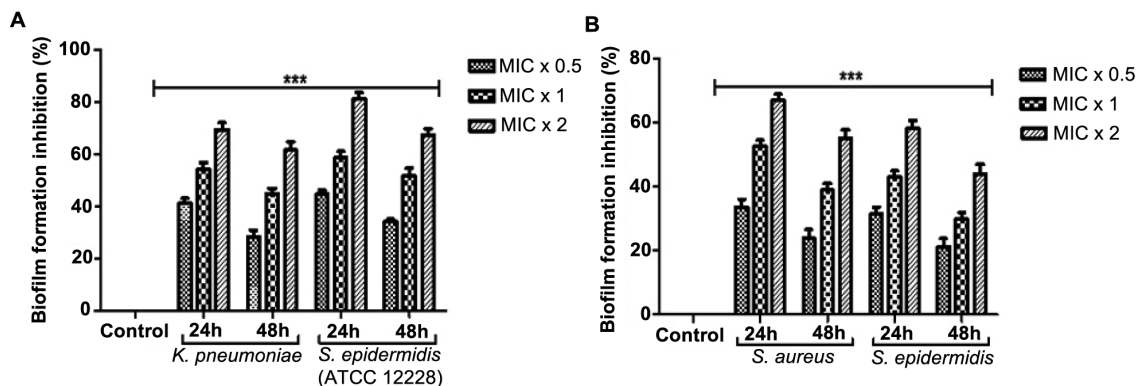 A
Biofilm formation inhibition (%)
100
80
60
40
20
0
***
MIC x 0.5
MIC x 1
MIC x 2
Control
24h
48h
24h
48h
K. pneumoniae
S. epidermidis
(ATCC 12228)
B
Biofilm formation inhibition (%)
80
60
40
20
0
***
MIC x 0.5
MIC x 1
MIC x 2
Control
24h
48h
24h
48h
S. aureus
S. epidermidis